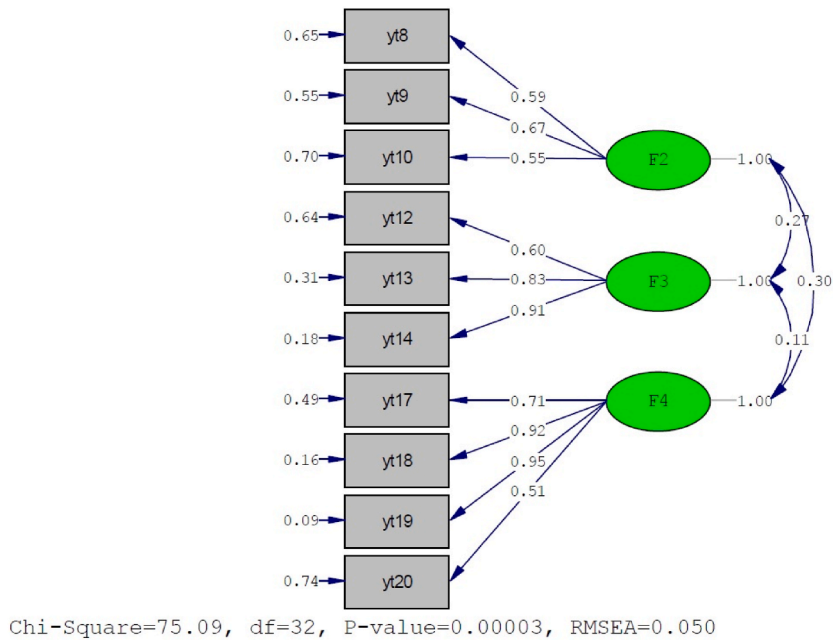 0.65 yt8
0.59
0.55 yt9
0.67
0.70 yt10 0.55 F2 1.00
0.64 yt12
0.27
0.60
0.31 yt13 0.83 F3 1.00 0.30
0.91
0.18 yt14 0.11
0.49 yt17 0.71 F4 1.00
0.92
0.16 yt18
0.95
0.51
0.09 yt19
0.74 yt20
Chi-Square=75.09, df=32, P-value=0.00003, RMSEA=0.050